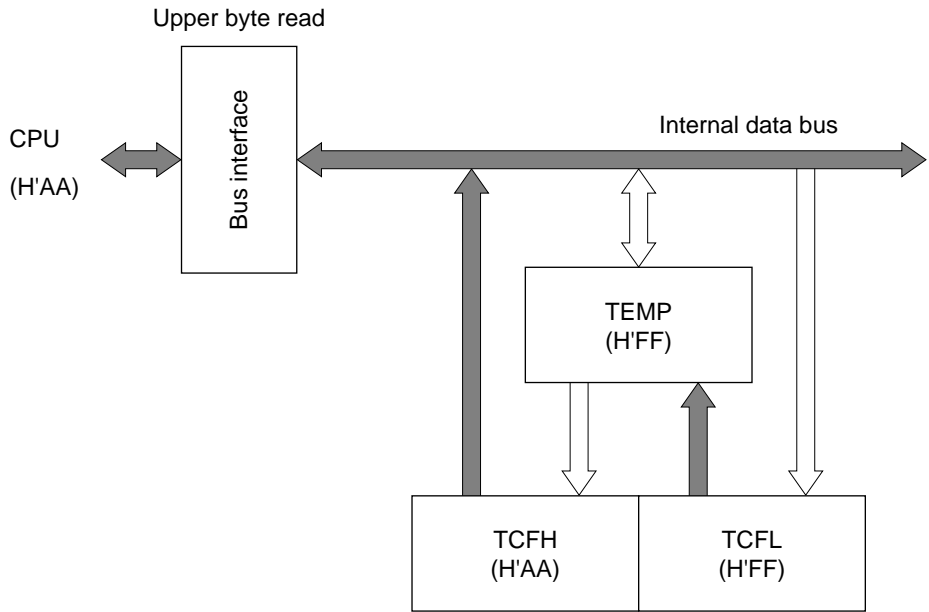 Upper byte read
CPU
(H'AA)
Bus interface
Internal data bus
TEMP
(H'FF)
TCFH
(H'AA)
TCFL
(H'FF)